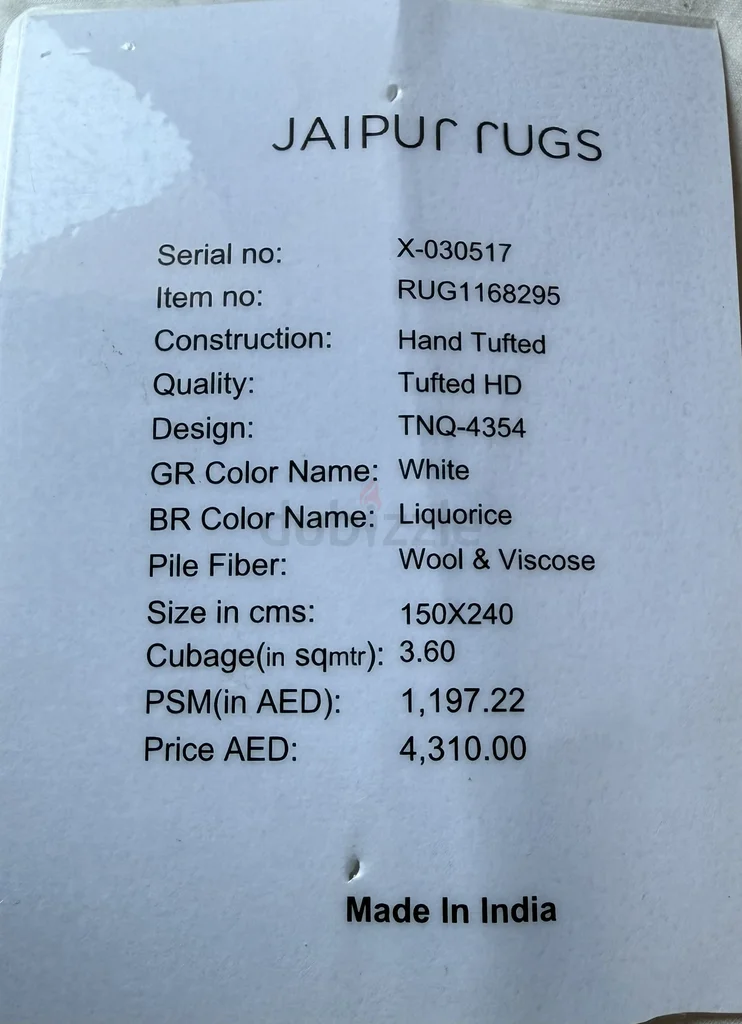 JAIPUR RUGS
Serial no: X-030517
Item no: RUG1168295
Construction: Hand Tufted
Quality: Tufted HD
Design: TNQ-4354
GR Color Name: White
BR Color Name: Liquorice
dubizzle
Pile Fiber: Wool & Viscose
Size in cms: 150X240
Cubage(in sqmtr): 3.60
PSM(in AED): 1,197.22
Price AED: 4,310.00
Made In India